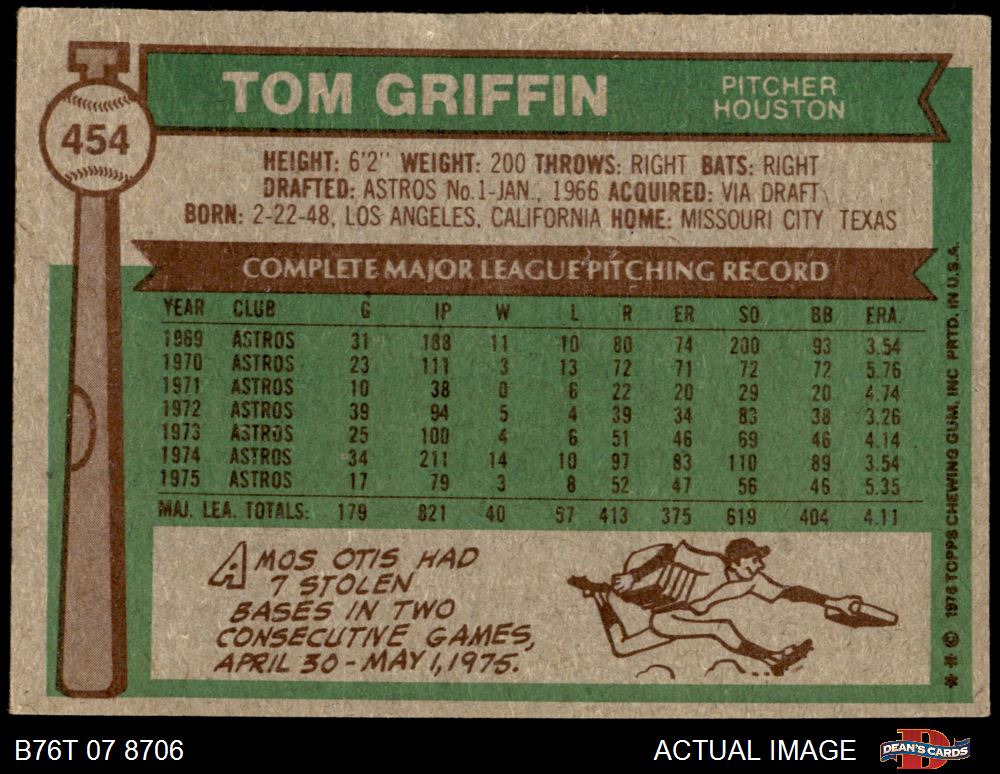 454
TOM GRIFFIN
PITCHER
HOUSTON
HEIGHT: 6'2" WEIGHT: 200 THROWS: RIGHT BATS: RIGHT
DRAFTED: ASTROS No.1-JAN., 1966 ACQUIRED: VIA DRAFT
BORN: 2-22-48, LOS ANGELES, CALIFORNIA HOME: MISSOURI CITY TEXAS
COMPLETE MAJOR LEAGUE PITCHING RECORD
YEAR CLUB G IP W L R ER SO BB ERA.
1969 ASTROS 31 188 11 10 80 74 200 93 3.54
1970 ASTROS 23 111 3 13 72 71 72 72 5.76
1971 ASTROS 10 38 0 6 22 20 29 20 4.74
1972 ASTROS 39 94 5 4 39 34 83 38 3.26
1973 ASTROS 25 100 4 6 51 46 69 46 4.14
1974 ASTROS 34 211 14 10 97 83 110 89 3.54
1975 ASTROS 17 79 3 8 52 47 56 46 5.35
MAJ. LEA. TOTALS: 179 821 40 57 413 375 619 404 4.11
AMOS OTIS HAD
7 STOLEN
BASES IN TWO
CONSECUTIVE GAMES,
APRIL 30-MAY 1, 1975.
** © 1976 TOPPS CHEWING GUM, INC PRTD. IN U.S.A.
B76T 07 8706
ACTUAL IMAGE
DEAN'S CARDS